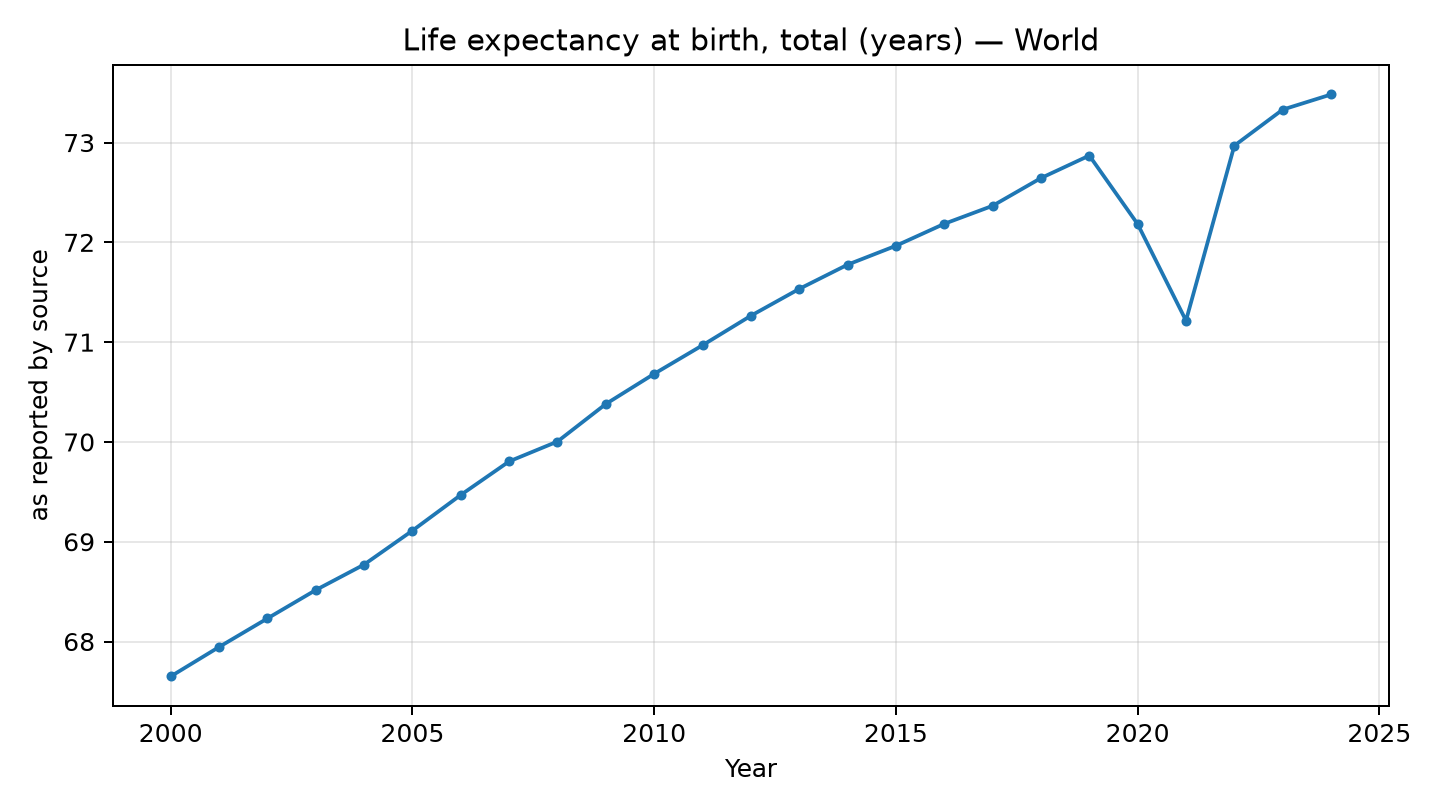 Life expectancy at birth, total (years) — World
as reported by source
73
72
71
70
69
68
2000 2005 2010 2015 2020 2025
Year